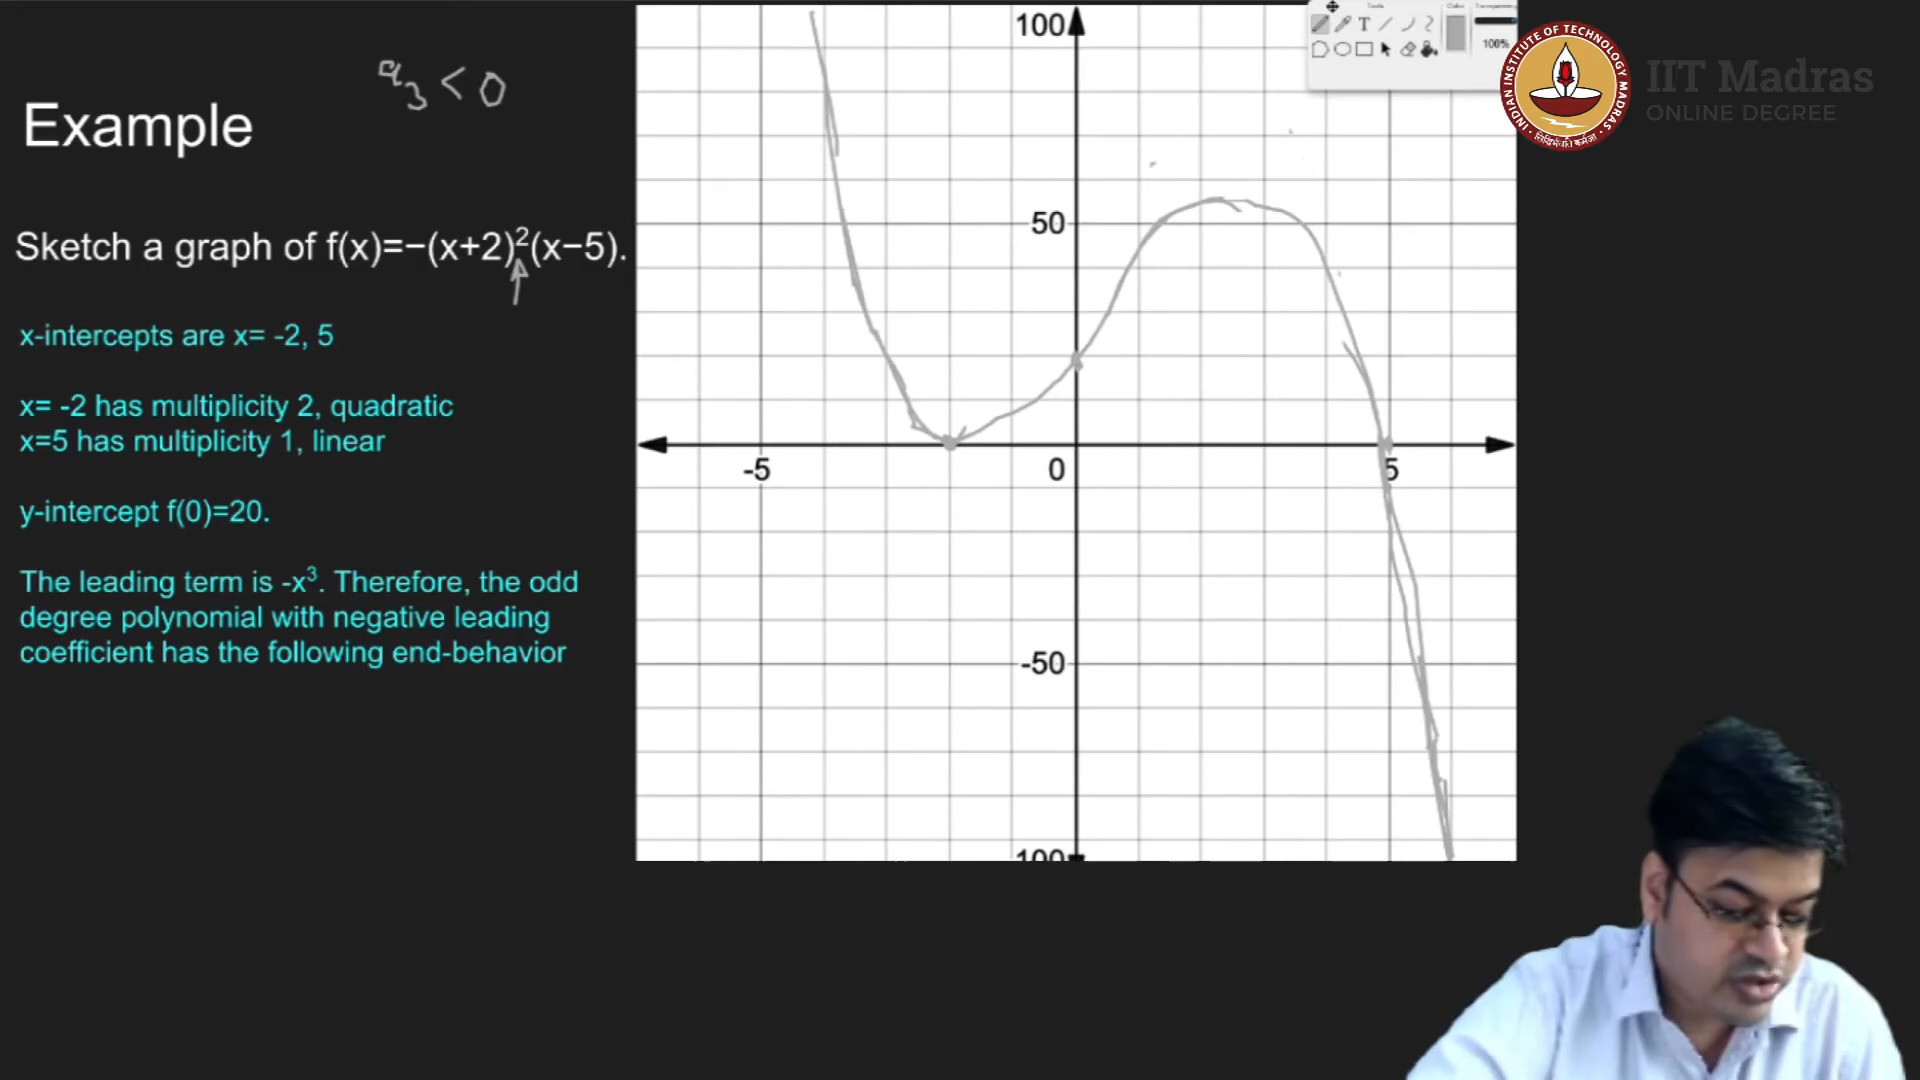 a₃ < 0
Example
Sketch a graph of f(x)=−(x+2)²(x−5).
x-intercepts are x= -2, 5
x= -2 has multiplicity 2, quadratic
x=5 has multiplicity 1, linear
y-intercept f(0)=20.
The leading term is -x³. Therefore, the odd
degree polynomial with negative leading
coefficient has the following end-behavior
100
50
-5 0 5
-50
100
Tools Color
T
100%
INDIAN INSTITUTE OF TECHNOLOGY MADRAS
IIT Madras
ONLINE DEGREE